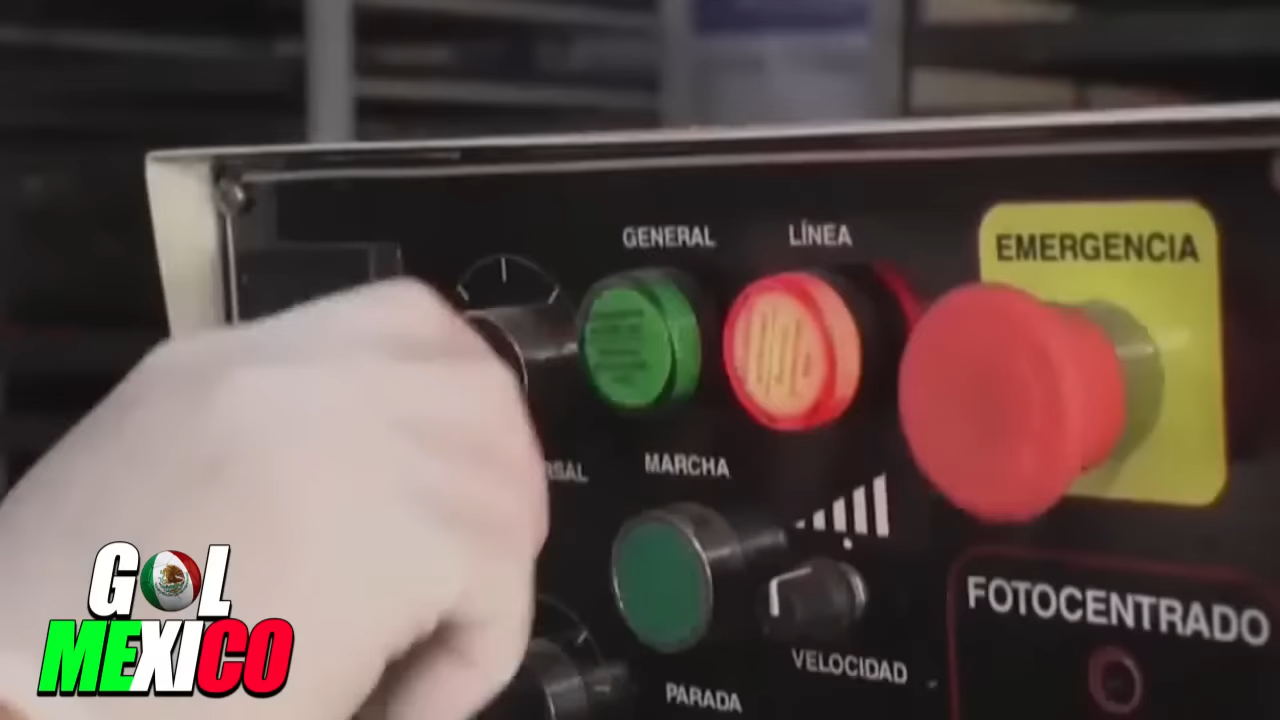 GENERAL
LÍNEA
EMERGENCIA
MARCHA
FOTOCENTRADO
VELOCIDAD
PARADA
GOL
MEXICO